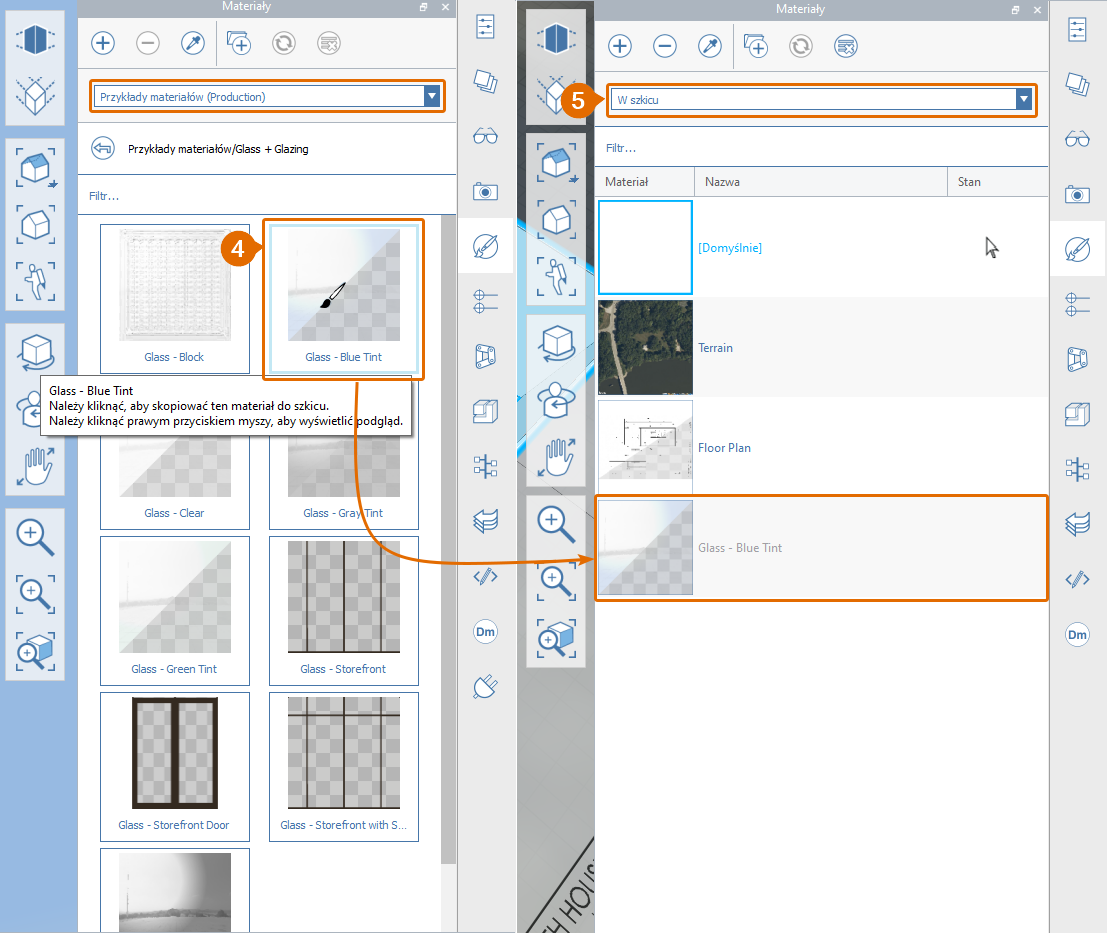 Materiały
Przykłady materiałów (Production)
Przykłady materiałów/Glass + Glazing
Filtr...
4
Glass - Block
Glass - Blue Tint
Glass - Blue Tint
Należy kliknąć, aby skopiować ten materiał do szkicu.
Należy kliknąć prawym przyciskiem myszy, aby wyświetlić podgląd.
Glass - Clear
Glass - Gray Tint
Glass - Green Tint
Glass - Storefront
Glass - Storefront Door
Glass - Storefront with S...
Dm
Materiały
5
W szkicu
Filtr...
Materiał
Nazwa
Stan
[Domyślnie]
Terrain
Floor Plan
Glass - Blue Tint
TH HOUS
Dm